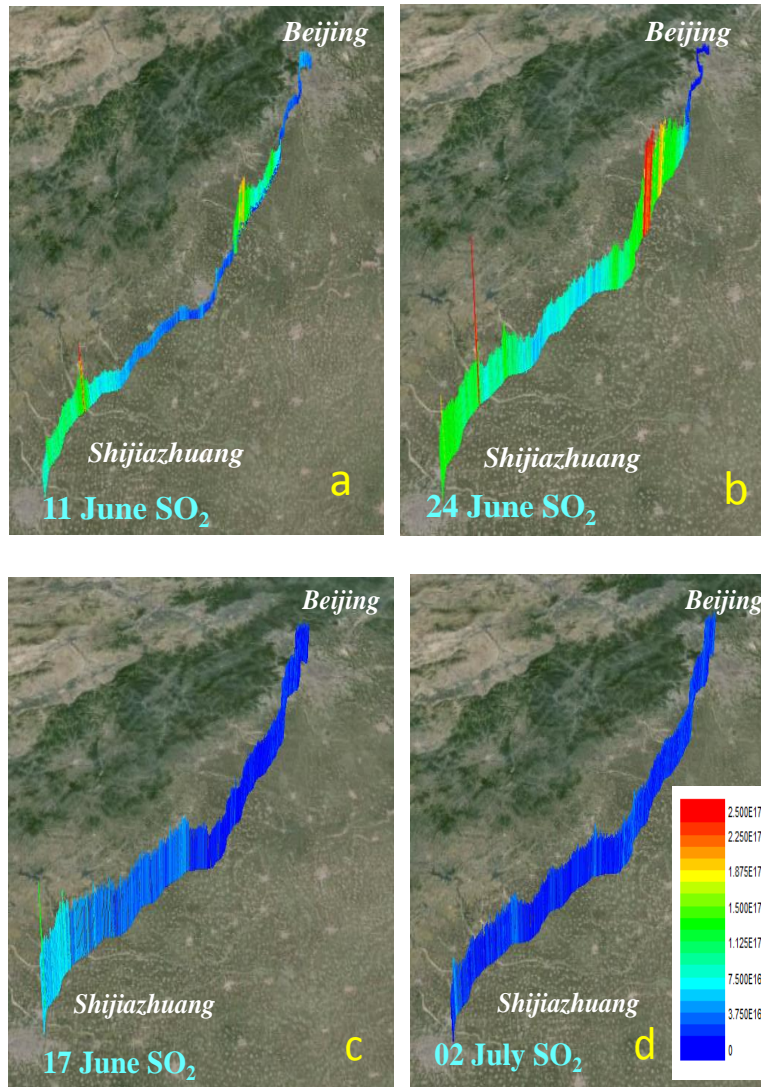 Beijing
Shijiazhuang
a
11 June SO₂
Beijing
Shijiazhuang
b
24 June SO₂
Beijing
Shijiazhuang
c
17 June SO₂
Beijing
Shijiazhuang
d
02 July SO₂
2.500E17
2.250E17
1.875E17
1.500E17
1.125E17
7.500E16
3.750E16
0